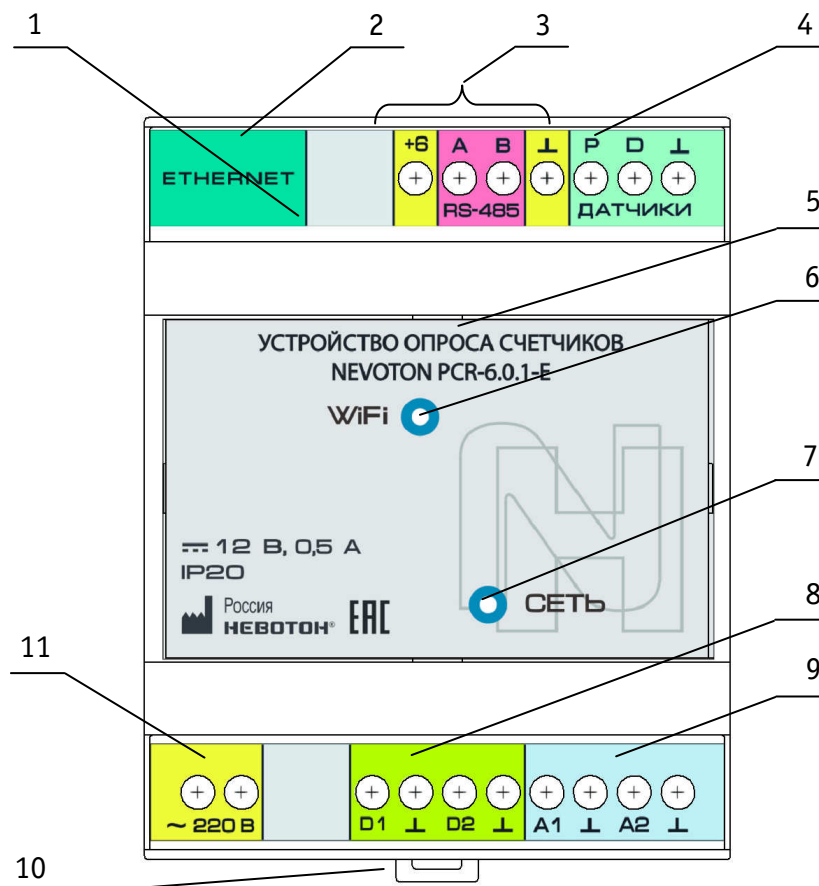 1 2 3 4
+6 A B ⊥ P D ⊥
ETHERNET
RS-485 ДАТЧИКИ
5
6
УСТРОЙСТВО ОПРОСА СЧЕТЧИКОВ
NEVOTON PCR-6.0.1-E
WiFi
7
12 В, 0,5 А
IP20
8
СЕТЬ
Россия
НЕВОТОН®
EAC
11
9
~ 220 В D1 ⊥ D2 ⊥ A1 ⊥ A2 ⊥
10